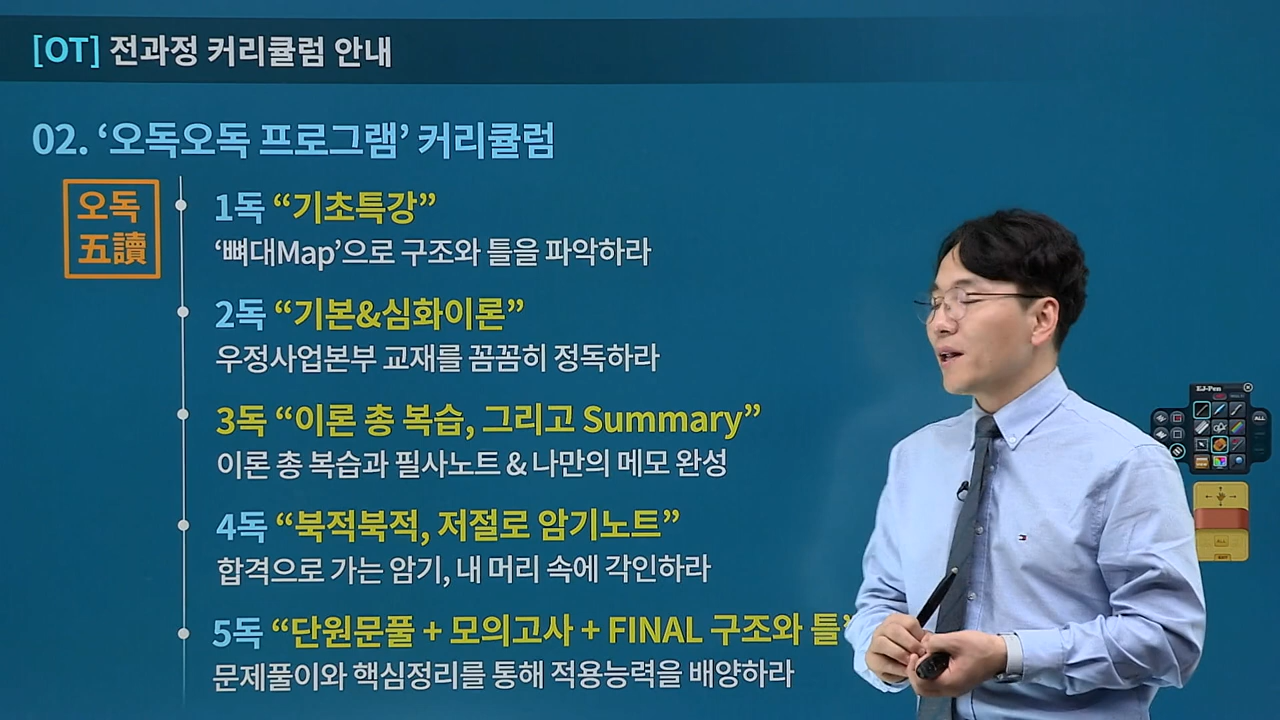 [OT] 전과정 커리큘럼 안내
02. ‘오독오독 프로그램’ 커리큘럼
오독
五讀
1독 “기초특강”
‘뼈대Map’으로 구조와 틀을 파악하라
2독 “기본&심화이론”
우정사업본부 교재를 꼼꼼히 정독하라
3독 “이론 총 복습, 그리고 Summary”
이론 총 복습과 필사노트 & 나만의 메모 완성
4독 “북적북적, 저절로 암기노트”
합격으로 가는 암기, 내 머리 속에 각인하라
5독 “단원문풀 + 모의고사 + FINAL 구조와 틀”
문제풀이와 핵심정리를 통해 적용능력을 배양하라
EJ-Pen
ALL
ALL